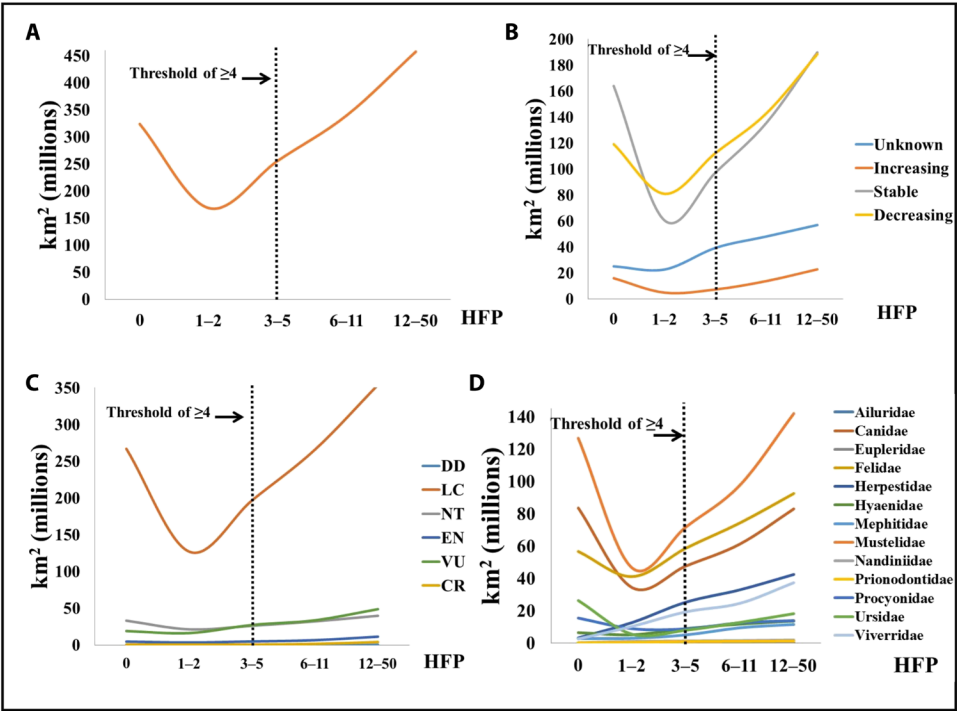 A
450
400
350
300
250
200
150
100
50
0
km² (millions)
Threshold of ≥4
0 1–2 3–5 6–11 12–50 HFP
B
200
180
160
140
120
100
80
60
40
20
0
km² (millions)
Threshold of ≥4
0 1–2 3–5 6–11 12–50 HFP
Unknown
Increasing
Stable
Decreasing
C
350
300
250
200
150
100
50
0
km² (millions)
Threshold of ≥4
0 1–2 3–5 6–11 12–50 HFP
DD
LC
NT
EN
VU
CR
D
140
120
100
80
60
40
20
0
km² (millions)
Threshold of ≥4
0 1–2 3–5 6–11 12–50 HFP
Ailuridae
Canidae
Eupleridae
Felidae
Herpestidae
Hyaenidae
Mephitidae
Mustelidae
Nandiniidae
Prionodontidae
Procyonidae
Ursidae
Viverridae